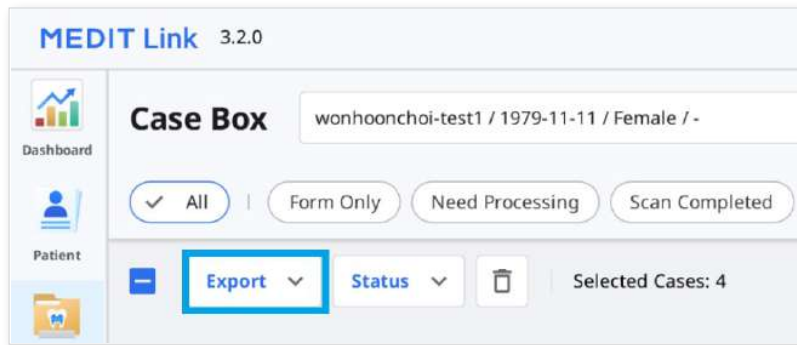 MEDIT Link 3.2.0
Dashboard
Patient
Case Box
wonhoonchoi-test1 / 1979-11-11 / Female / -
All
Form Only
Need Processing
Scan Completed
Export
Status
Selected Cases: 4